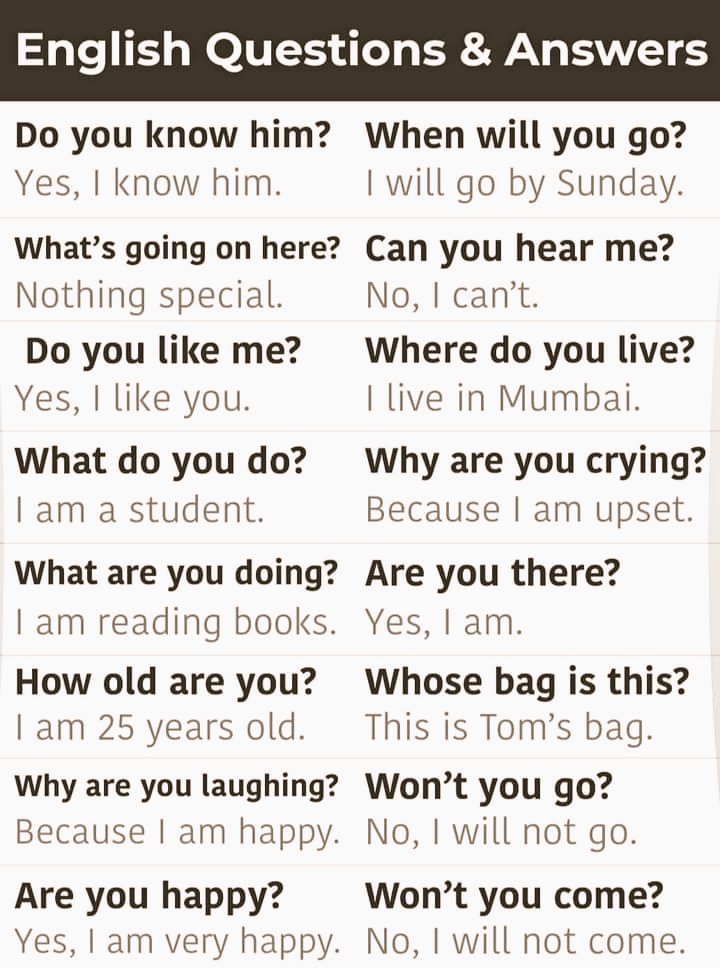 English Questions & Answers
Do you know him?
Yes, I know him.
When will you go?
I will go by Sunday.
What’s going on here?
Nothing special.
Can you hear me?
No, I can’t.
Do you like me?
Yes, I like you.
Where do you live?
I live in Mumbai.
What do you do?
I am a student.
Why are you crying?
Because I am upset.
What are you doing?
I am reading books.
Are you there?
Yes, I am.
How old are you?
I am 25 years old.
Whose bag is this?
This is Tom’s bag.
Why are you laughing?
Because I am happy.
Won’t you go?
No, I will not go.
Are you happy?
Yes, I am very happy.
Won’t you come?
No, I will not come.